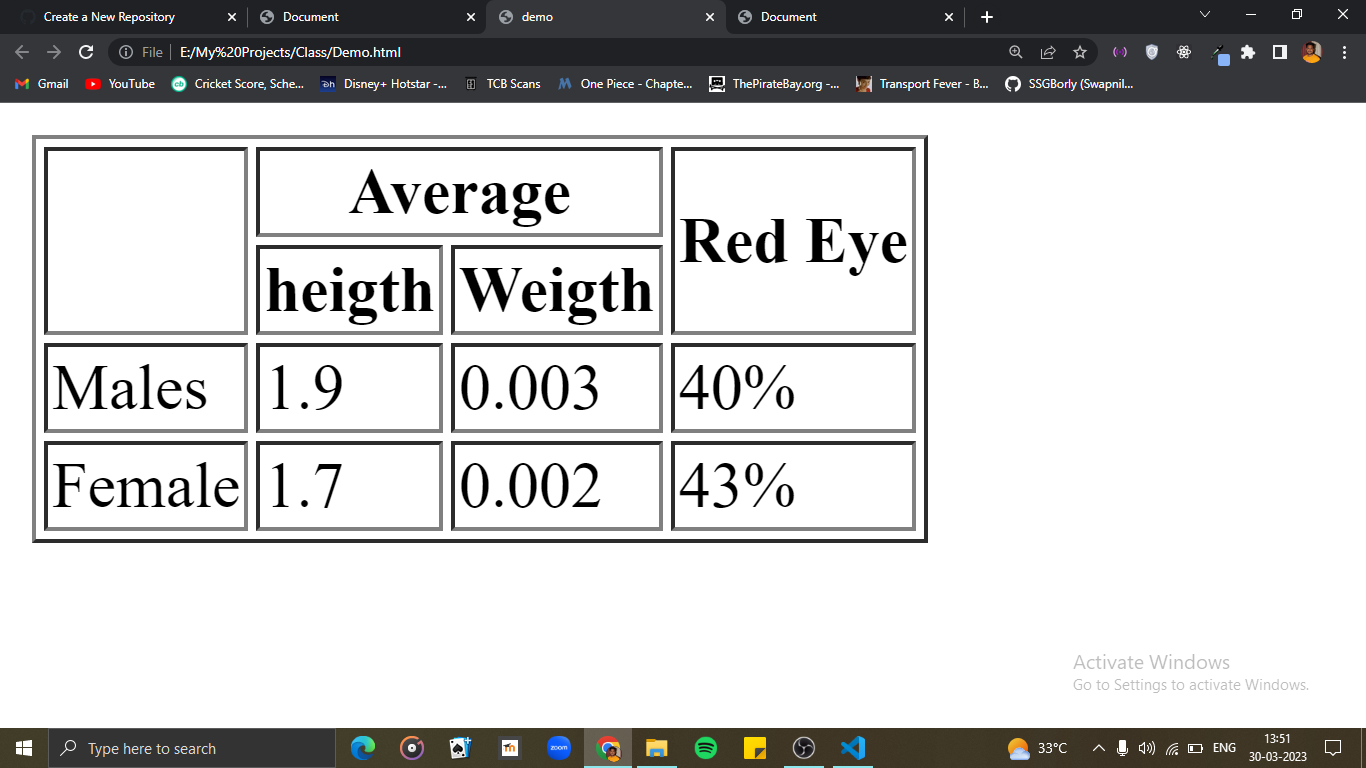 Create a New Repository
Document
demo
Document
File
E:/My%20Projects/Class/Demo.html
Gmail
YouTube
Cricket Score, Sche...
Disney+ Hotstar -...
TCB Scans
One Piece - Chapte...
ThePirateBay.org -...
Transport Fever - B...
SSGBorly (Swapnil...
Average
Red Eye
heigth
Weigth
Males
1.9
0.003
40%
Female
1.7
0.002
43%
Activate Windows
Go to Settings to activate Windows.
Type here to search
zoom
33°C
ENG
13:51
30-03-2023